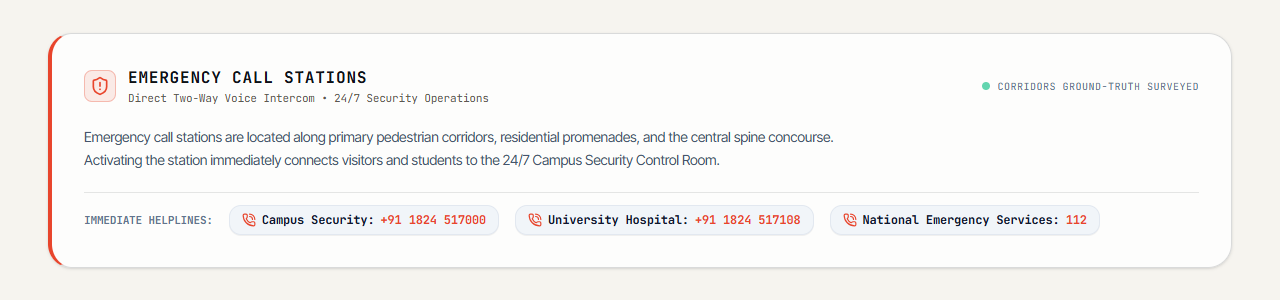 EMERGENCY CALL STATIONS
Direct Two-Way Voice Intercom • 24/7 Security Operations
CORRIDORS GROUND-TRUTH SURVEYED
Emergency call stations are located along primary pedestrian corridors, residential promenades, and the central spine concourse.
Activating the station immediately connects visitors and students to the 24/7 Campus Security Control Room.
IMMEDIATE HELPLINES: Campus Security: +91 1824 517000 University Hospital: +91 1824 517108 National Emergency Services: 112